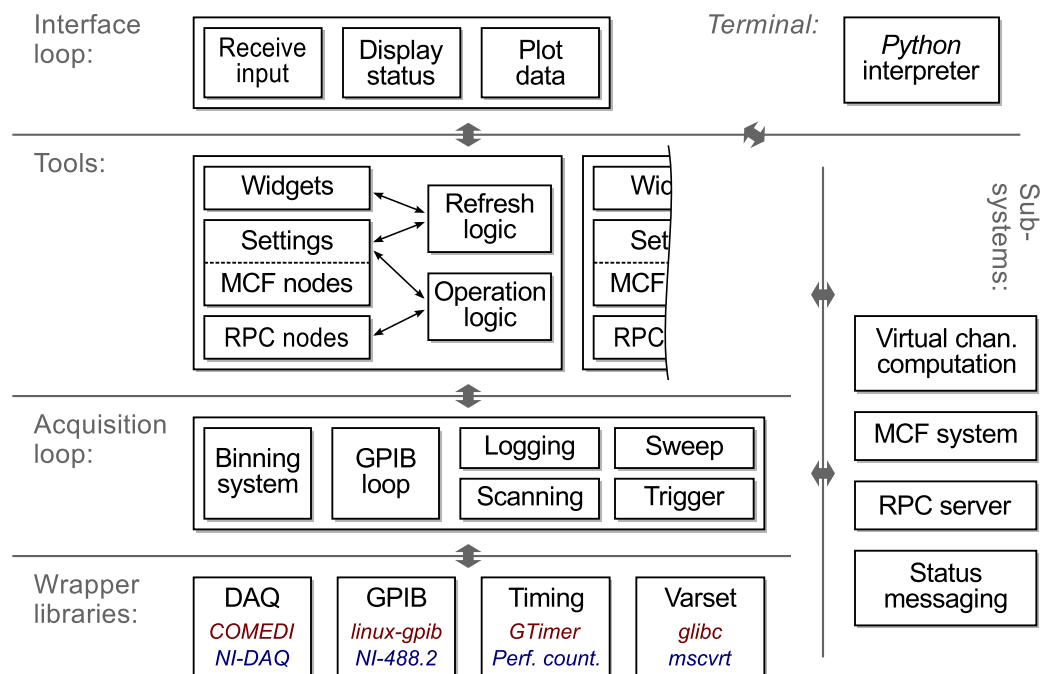 Interface
loop:
Receive
input
Display
status
Plot
data
Terminal:
Python
interpreter
Tools:
Widgets
Settings
MCF nodes
RPC nodes
Refresh
logic
Operation
logic
Wid
Set
MCF
RPC
Sub-
systems:
Virtual chan.
computation
MCF system
RPC server
Status
messaging
Acquisition
loop:
Binning
system
GPIB
loop
Logging
Scanning
Sweep
Trigger
Wrapper
libraries:
DAQ
COMEDI
NI-DAQ
GPIB
linux-gpib
NI-488.2
Timing
GTimer
Perf. count.
Varset
glibc
mscvrt